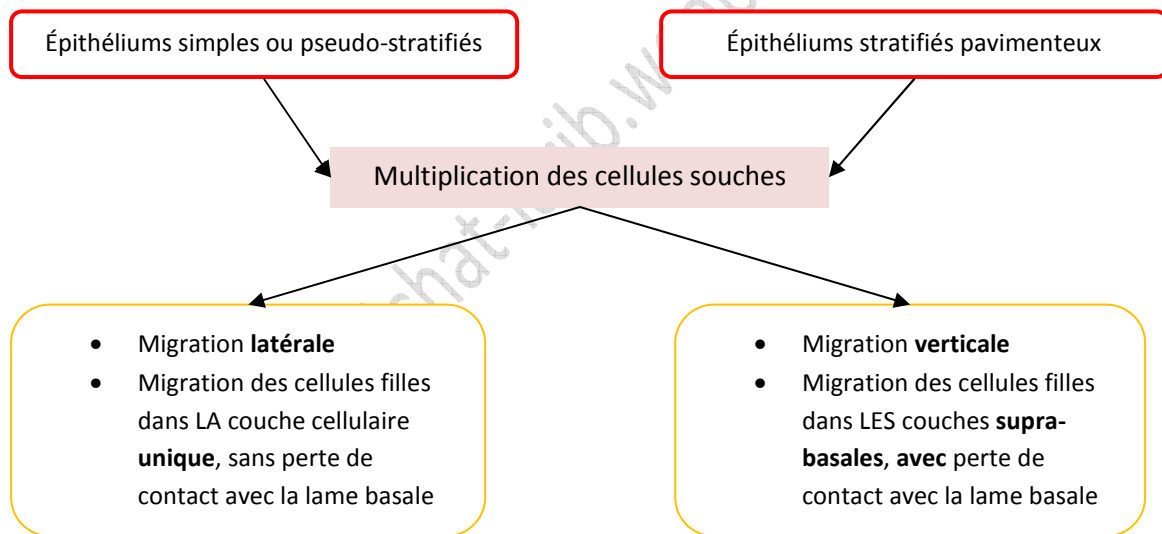 Épithéliums simples ou pseudo-stratifiés
Épithéliums stratifiés pavimenteux
Multiplication des cellules souches
• Migration latérale
• Migration des cellules filles
dans LA couche cellulaire
unique, sans perte de
contact avec la lame basale
• Migration verticale
• Migration des cellules filles
dans LES couches supra-
basales, avec perte de
contact avec la lame basale